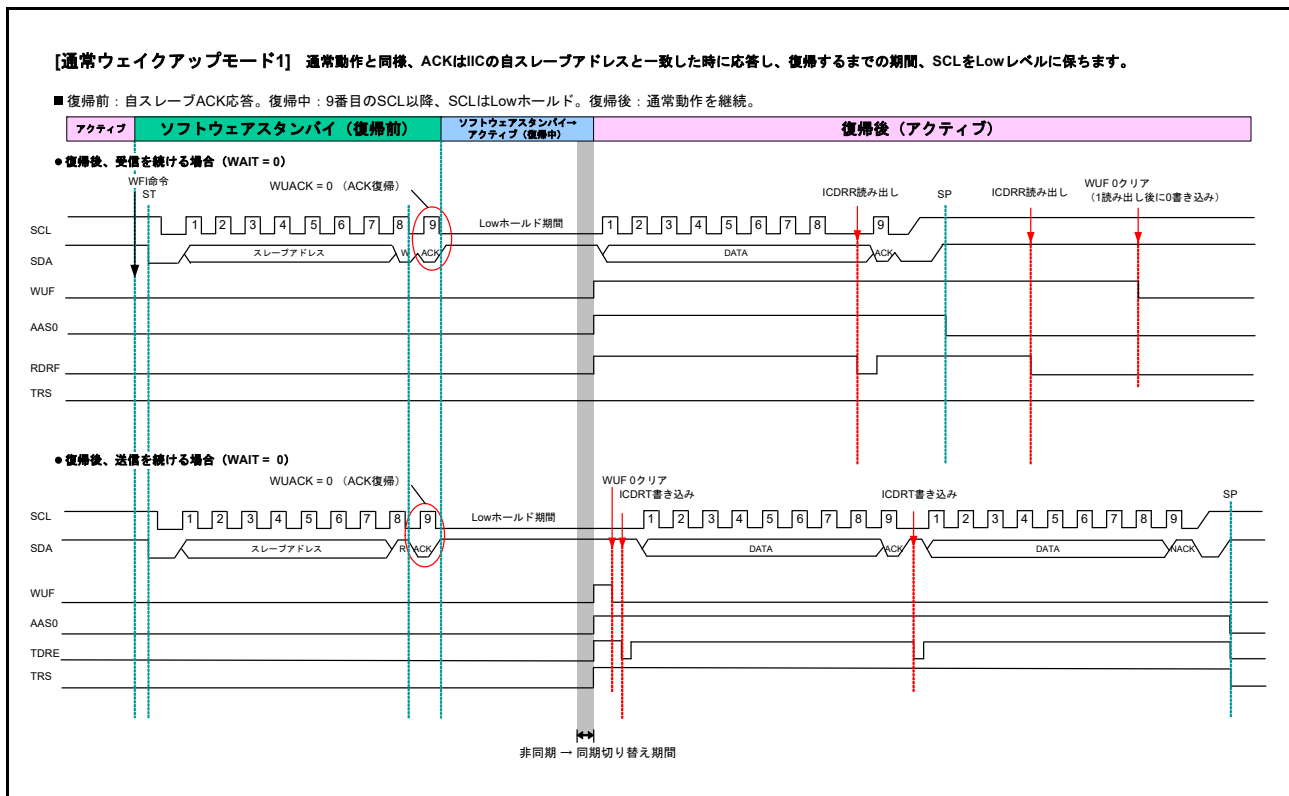 [通常ウェイクアップモード1] 通常動作と同様、ACKはIICの自スレーブアドレスと一致した時に応答し、復帰するまでの期間、SCLをLowレベルに保ちます。
■ 復帰前：自スレーブACK応答。復帰中：9番目のSCL以降、SCLはLowホールド。復帰後：通常動作を継続。
アクティブ ソフトウェアスタンバイ（復帰前） ソフトウェアスタンバイ→ アクティブ（復帰中） 復帰後（アクティブ）
● 復帰後、受信を続ける場合（WAIT = 0）
WFI命令
ST
WUACK = 0 （ACK復帰）
ICDRR読み出し
SP
ICDRR読み出し
WUF 0クリア
（1読み出し後に0書き込み）
SCL 1 2 3 4 5 6 7 8 9 Lowホールド期間 1 2 3 4 5 6 7 8 9
SDA スレーブアドレス W ACK DATA ACK
WUF
AAS0
RDRF
TRS
● 復帰後、送信を続ける場合（WAIT = 0）
WUACK = 0 （ACK復帰）
WUF 0クリア
ICDRT書き込み
ICDRT書き込み
SP
SCL 1 2 3 4 5 6 7 8 9 Lowホールド期間 1 2 3 4 5 6 7 8 9 1 2 3 4 5 6 7 8 9
SDA スレーブアドレス R ACK DATA ACK DATA NACK
WUF
AAS0
TDRE
TRS
非同期 → 同期切り替え期間